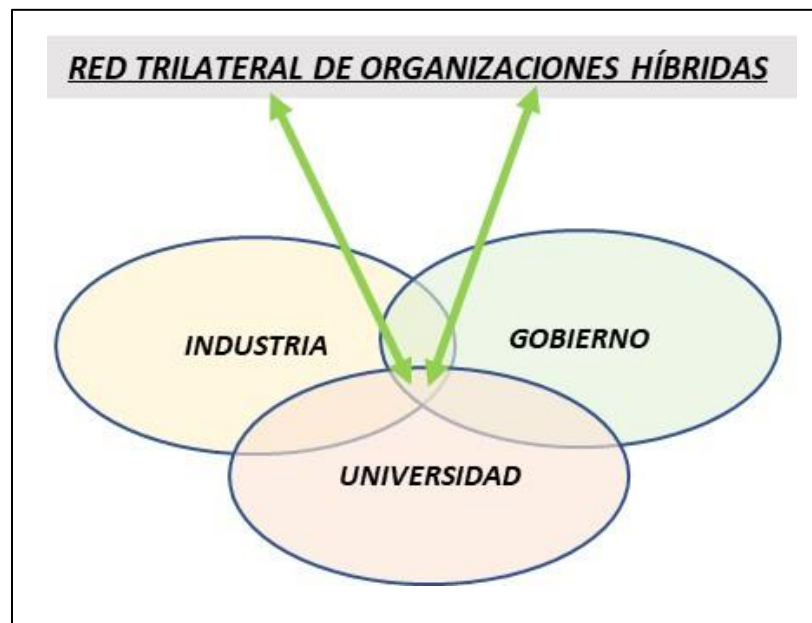 RED TRILATERAL DE ORGANIZACIONES HÍBRIDAS
INDUSTRIA
GOBIERNO
UNIVERSIDAD